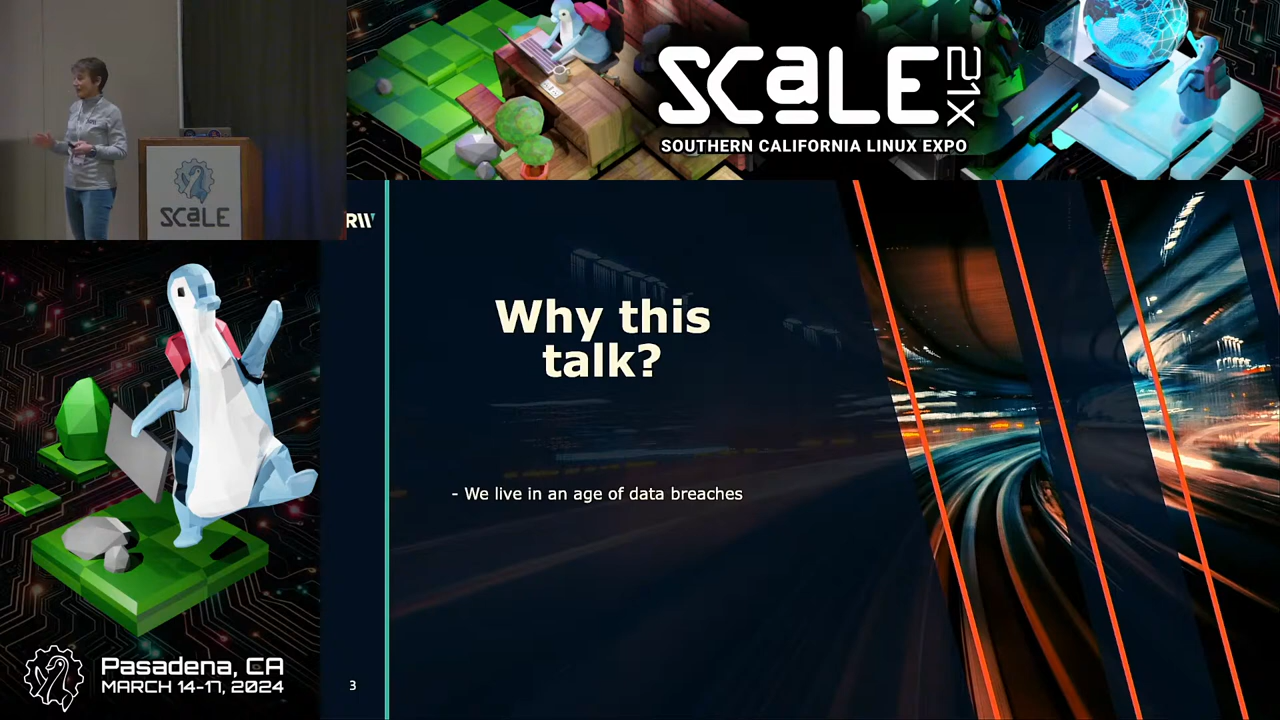 SCALE
21X
SOUTHERN CALIFORNIA LINUX EXPO
SCALE
RW
Why this
talk?
- We live in an age of data breaches
Pasadena, CA
MARCH 14-17, 2024
3